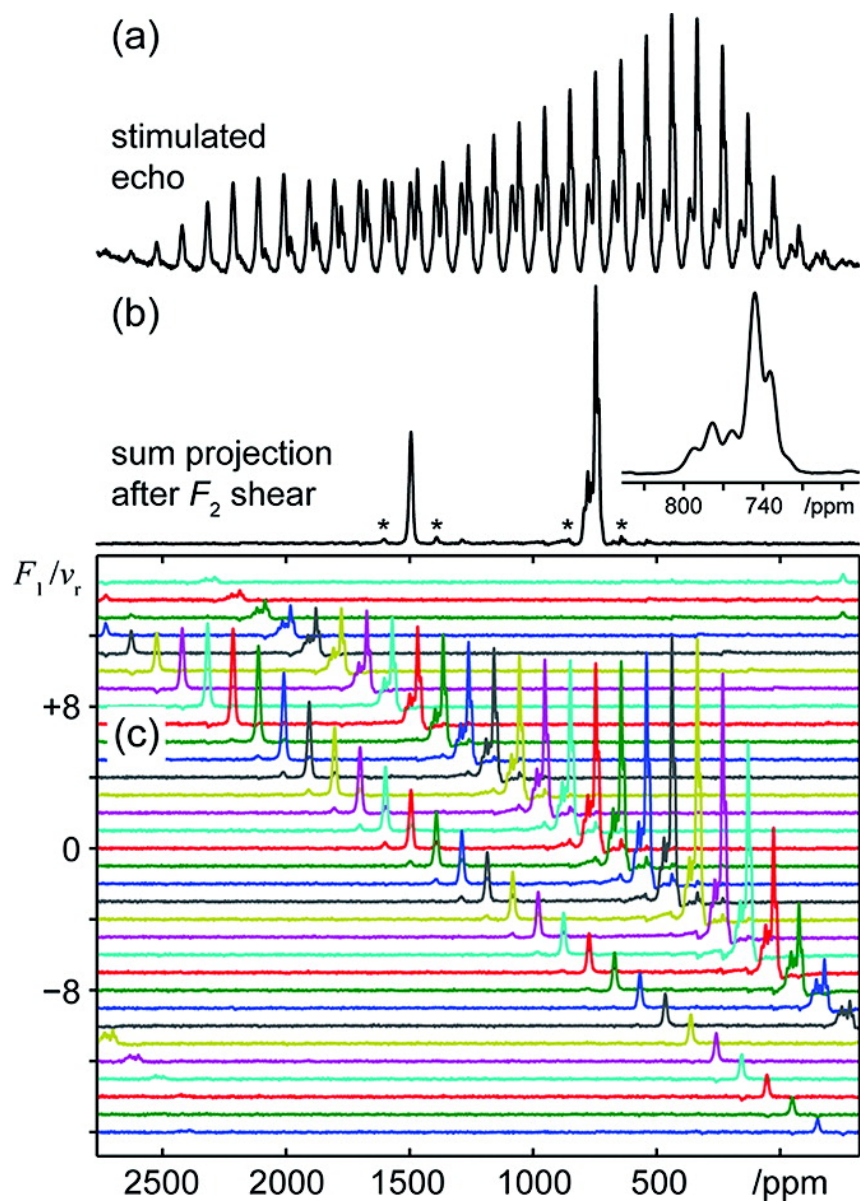 (a)
stimulated
echo
(b)
sum projection
after F₂ shear
* * * *
800 740 /ppm
F₁/νᵣ
+8
(c)
0
−8
2500 2000 1500 1000 500 /ppm